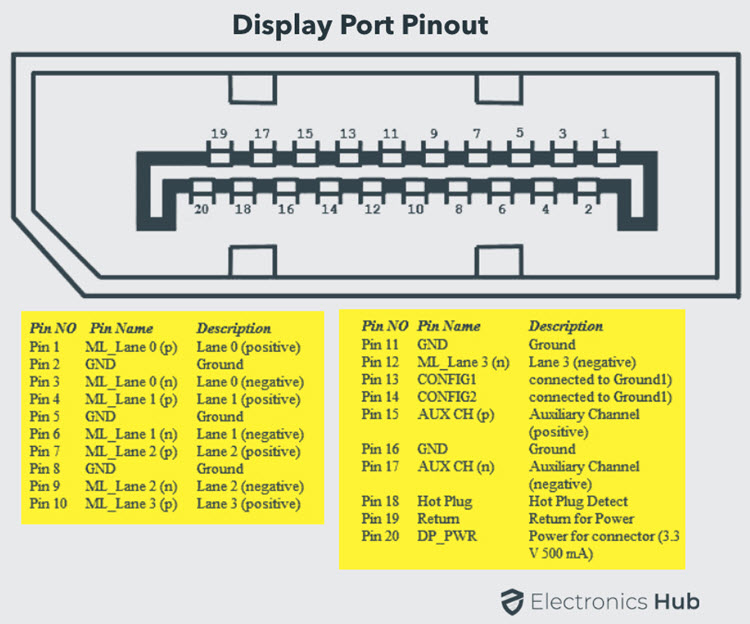 Display Port Pinout
19 17 15 13 11 9 7 5 3 1
20 18 16 14 12 10 8 6 4 2
Pin NO Pin Name Description
Pin 1 ML_Lane 0 (p) Lane 0 (positive)
Pin 2 GND Ground
Pin 3 ML_Lane 0 (n) Lane 0 (negative)
Pin 4 ML_Lane 1 (p) Lane 1 (positive)
Pin 5 GND Ground
Pin 6 ML_Lane 1 (n) Lane 1 (negative)
Pin 7 ML_Lane 2 (p) Lane 2 (positive)
Pin 8 GND Ground
Pin 9 ML_Lane 2 (n) Lane 2 (negative)
Pin 10 ML_Lane 3 (p) Lane 3 (positive)
Pin NO Pin Name Description
Pin 11 GND Ground
Pin 12 ML_Lane 3 (n) Lane 3 (negative)
Pin 13 CONFIG1 connected to Ground1)
Pin 14 CONFIG2 connected to Ground1)
Pin 15 AUX CH (p) Auxiliary Channel
(positive)
Pin 16 GND Ground
Pin 17 AUX CH (n) Auxiliary Channel
(negative)
Pin 18 Hot Plug Hot Plug Detect
Pin 19 Return Return for Power
Pin 20 DP_PWR Power for connector (3.3
V 500 mA)
Electronics Hub